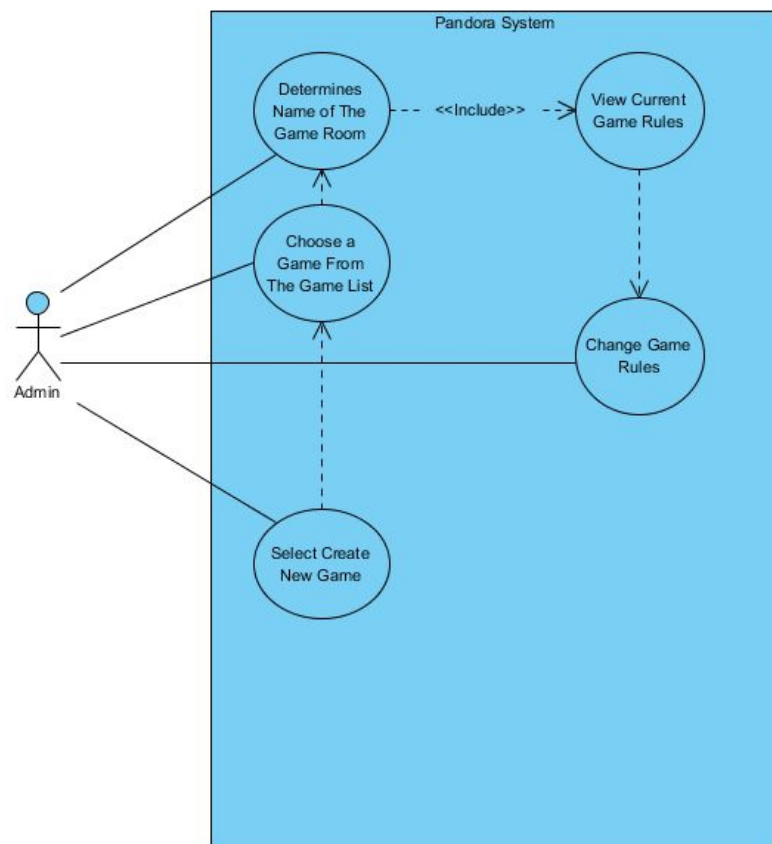 Pandora System
Determines
Name of The
Game Room
<<Include>>
View Current
Game Rules
Choose a
Game From
The Game List
Change Game
Rules
Admin
Select Create
New Game